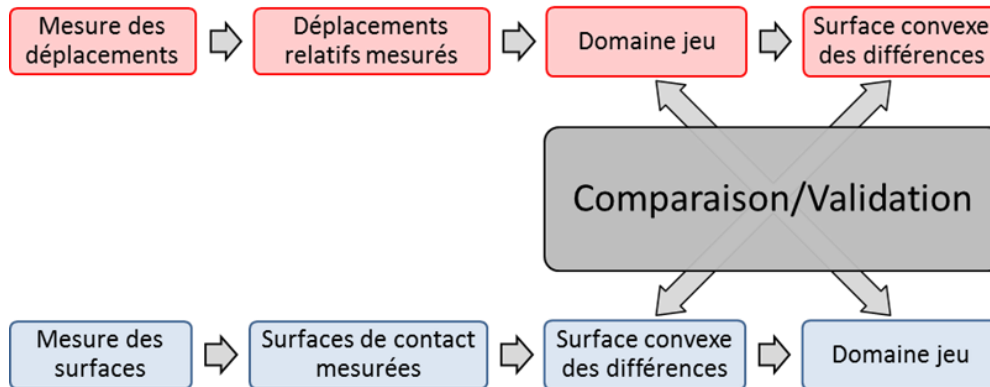 Mesure des
déplacements
Déplacements
relatifs mesurés
Domaine jeu
Surface convexe
des différences
Comparaison/Validation
Mesure des
surfaces
Surfaces de contact
mesurées
Surface convexe
des différences
Domaine jeu